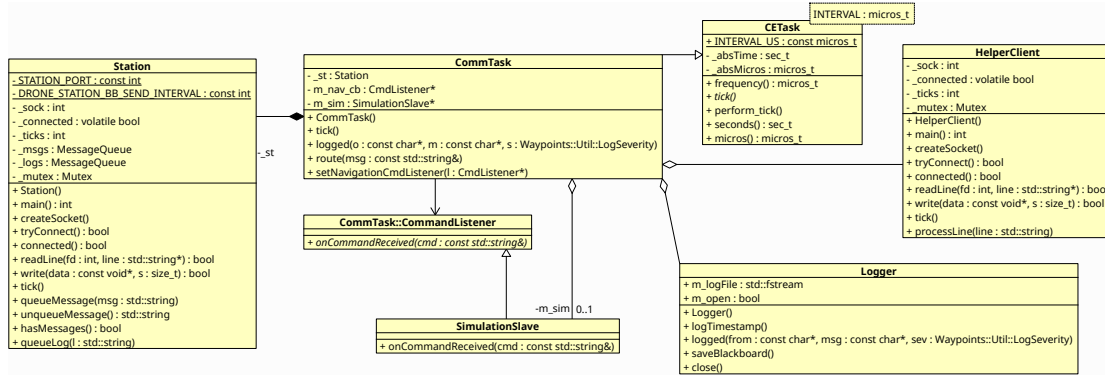 Station
- STATION_PORT : const int
- DRONE_STATION_BB_SEND_INTERVAL : const int
- _sock : int
- _connected : volatile bool
- _ticks : int
- _msgs : MessageQueue
- _logs : MessageQueue
- _mutex : Mutex
+ Station()
+ main() : int
+ createSocket()
+ tryConnect() : bool
+ connected() : bool
+ readLine(fd : int, line : std::string*) : bool
+ write(data : const void*, s : size_t) : bool
+ tick()
+ queueMessage(msg : std::string)
+ unqueueMessage() : std::string
+ hasMessages() : bool
+ queueLog(l : std::string)
-_st
CommTask
- _st : Station
- m_nav_cb : CmdListener*
- m_sim : SimulationSlave*
+ CommTask()
+ tick()
+ logged(o : const char*, m : const char*, s : Waypoints::Util::LogSeverity)
+ route(msg : const std::string&)
+ setNavigationCmdListener(l : CmdListener*)
CommTask::CommandListener
+ onCommandReceived(cmd : const std::string&)
-m_sim
0..1
SimulationSlave
+ onCommandReceived(cmd : const std::string&)
INTERVAL : micros_t
CETask
+ INTERVAL_US : const micros_t
- _absTime : sec_t
- _absMicros : micros_t
+ frequency() : micros_t
+ tick()
+ perform_tick()
+ seconds() : sec_t
+ micros() : micros_t
HelperClient
- _sock : int
- _connected : volatile bool
- _ticks : int
- _mutex : Mutex
+ HelperClient()
+ main() : int
+ createSocket()
+ tryConnect() : bool
+ connected() : bool
+ readLine(fd : int, line : std::string*) : boo
+ write(data : const void*, s : size_t) : bool
+ tick()
+ processLine(line : std::string)
Logger
+ m_logFile : std::fstream
+ m_open : bool
+ Logger()
+ logTimestamp()
+ logged(from : const char*, msg : const char*, sev : Waypoints::Util::LogSeverity)
+ saveBlackboard()
+ close()